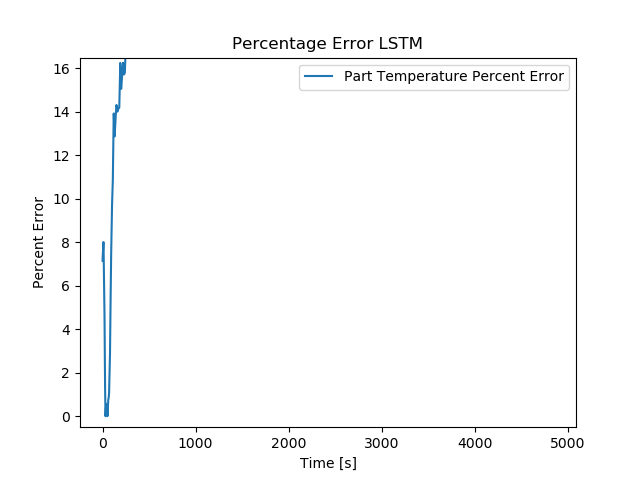 Percentage Error LSTM
Part Temperature Percent Error
16
14
12
10
8
6
4
2
0
Percent Error
0 1000 2000 3000 4000 5000
Time [s]